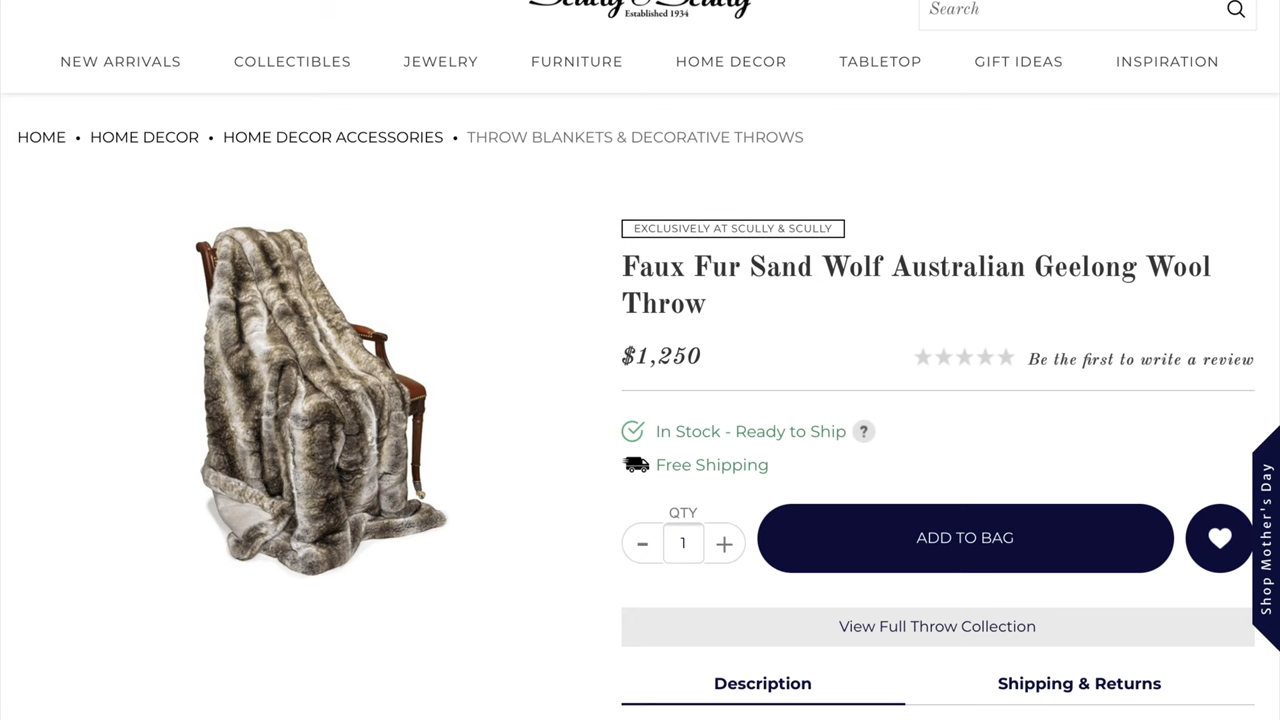 Scully & Scully
Established 1934
Search
NEW ARRIVALS COLLECTIBLES JEWELRY FURNITURE HOME DECOR TABLETOP GIFT IDEAS INSPIRATION
HOME • HOME DECOR • HOME DECOR ACCESSORIES • THROW BLANKETS & DECORATIVE THROWS
EXCLUSIVELY AT SCULLY & SCULLY
Faux Fur Sand Wolf Australian Geelong Wool
Throw
$1,250
Be the first to write a review
In Stock - Ready to Ship ?
Free Shipping
QTY
- 1 +
ADD TO BAG
Shop Mother's Day
View Full Throw Collection
Description Shipping & Returns